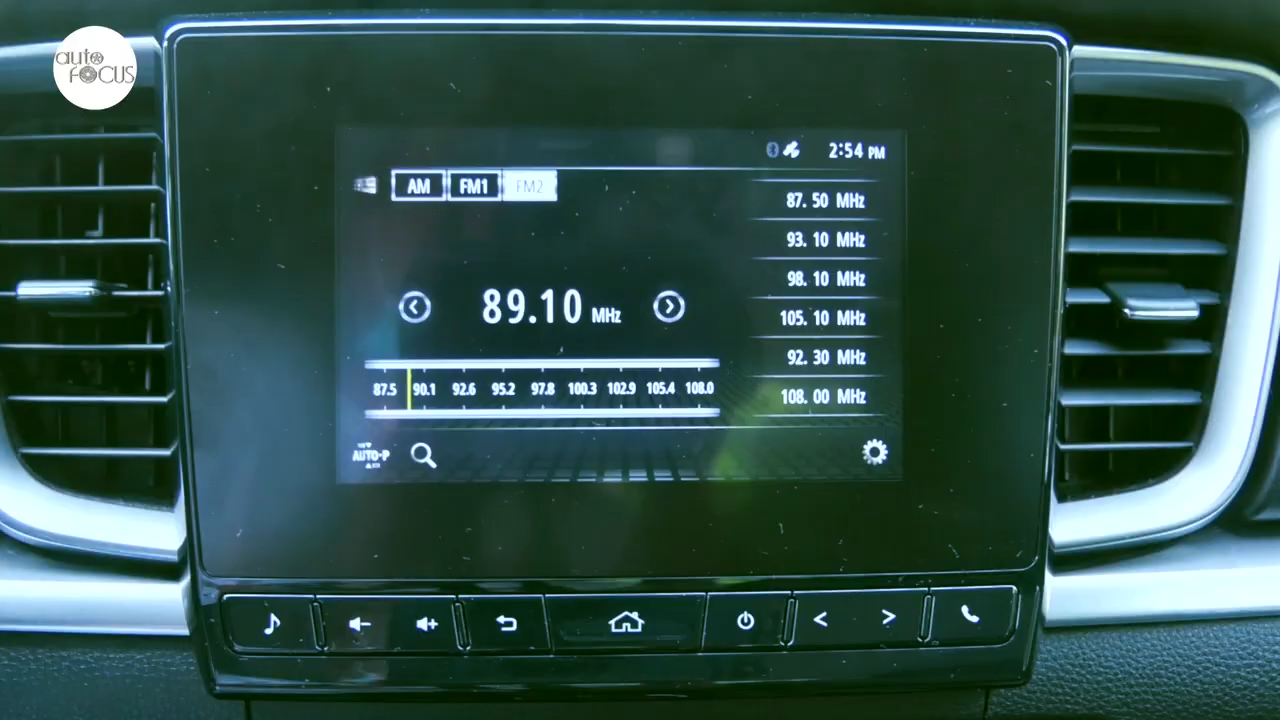 auto
FOCUS
2:54 PM
AM FM1 FM2
87.50 MHz
93.10 MHz
98.10 MHz
105.10 MHz
92.30 MHz
108.00 MHz
89.10 MHz
87.5 90.1 92.6 95.2 97.8 100.3 102.9 105.4 108.0
AUTO-P